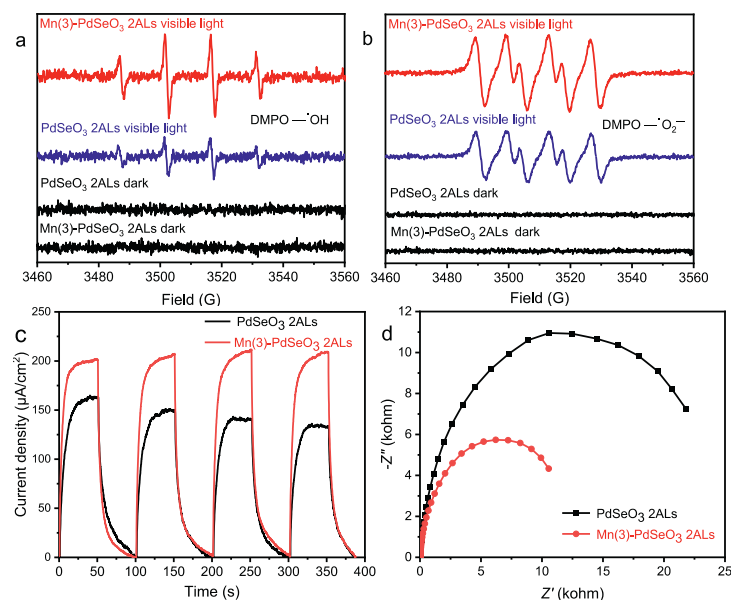 a
Mn(3)-PdSeO₃ 2ALs visible light
PdSeO₃ 2ALs visible light
DMPO —˙OH
PdSeO₃ 2ALs dark
Mn(3)-PdSeO₃ 2ALs dark
3460 3480 3500 3520 3540 3560
Field (G)
b
Mn(3)-PdSeO₃ 2ALs visible light
PdSeO₃ 2ALs visible light
DMPO —˙O₂⁻
PdSeO₃ 2ALs dark
Mn(3)-PdSeO₃ 2ALs dark
3460 3480 3500 3520 3540 3560
Field (G)
c
PdSeO₃ 2ALs
Mn(3)-PdSeO₃ 2ALs
Current density (μA/cm²)
250
200
150
100
50
0
0 50 100 150 200 250 300 350 400
Time (s)
d
-Z″ (kohm)
12
10
8
6
4
2
0
PdSeO₃ 2ALs
Mn(3)-PdSeO₃ 2ALs
0 5 10 15 20 25
Z′ (kohm)